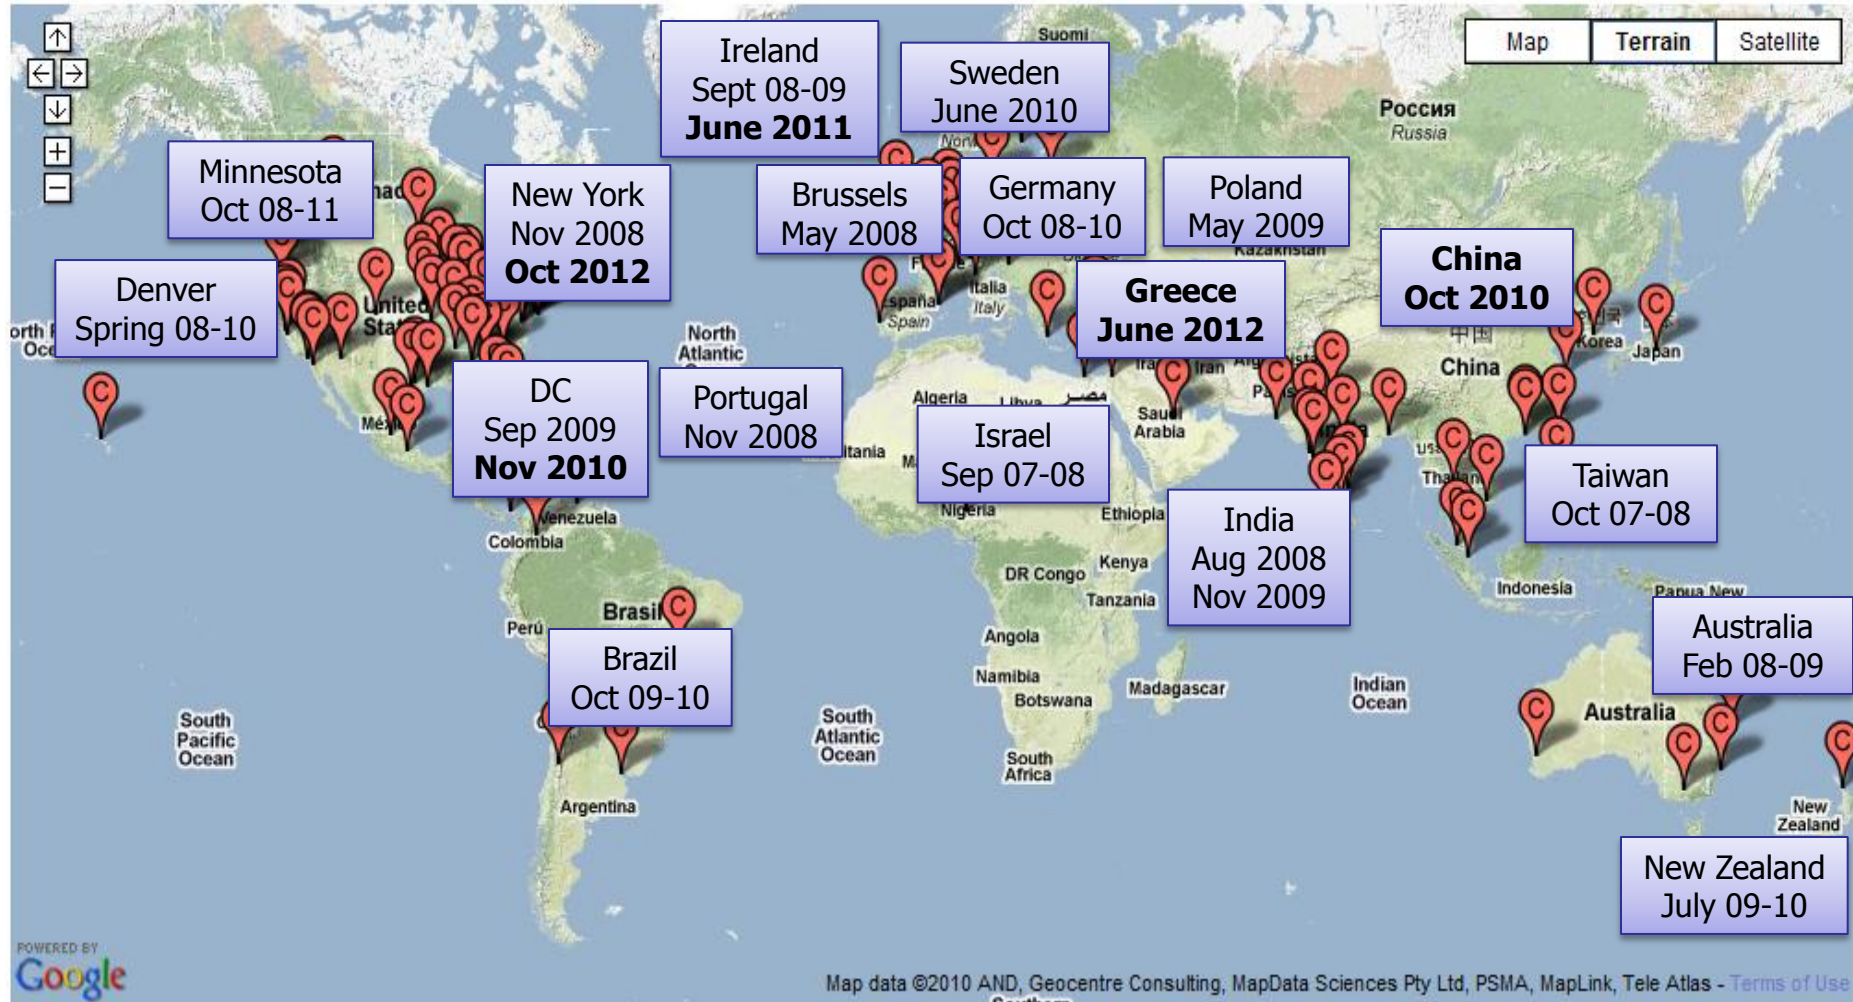 Map
Terrain
Satellite
Suomi
Ireland
Sept 08-09
June 2011
Sweden
June 2010
Россия
Russia
Minnesota
Oct 08-11
New York
Nov 2008
Oct 2012
Brussels
May 2008
Germany
Oct 08-10
Poland
May 2009
Kazakhstan
China
Oct 2010
Denver
Spring 08-10
United
Greece
June 2012
España
Spain
Italia
Italy
North
Atlantic
中国
China
Korea
Japan
Iran
DC
Sep 2009
Nov 2010
Portugal
Nov 2008
Algeria
مصر
Saudi
Arabia
Israel
Sep 07-08
Taiwan
Oct 07-08
India
Aug 2008
Nov 2009
Nigeria
Ethiopia
Venezuela
Colombia
DR Congo
Kenya
Tanzania
Indonesia
Papua New
Brasil
Perú
Angola
Australia
Feb 08-09
Brazil
Oct 09-10
Namibia
Botswana
Madagascar
Indian
Ocean
Australia
South
Pacific
Ocean
South
Atlantic
Ocean
South
Africa
Argentina
New
Zealand
New Zealand
July 09-10
POWERED BY
Google
Map data ©2010 AND, Geocentre Consulting, MapData Sciences Pty Ltd, PSMA, MapLink, Tele Atlas - Terms of Use